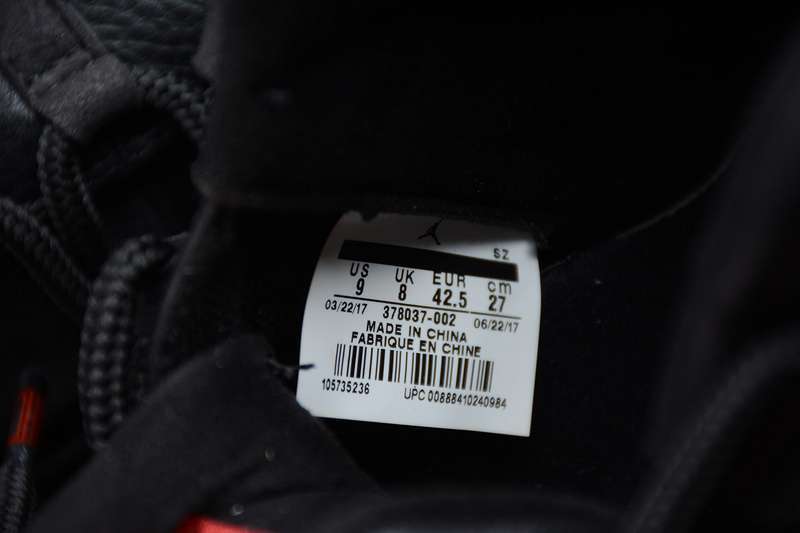 SZ
US UK EUR cm
9 8 42.5 27
03/22/17 378037-002 06/22/17
MADE IN CHINA
FABRIQUE EN CHINE
105735236 UPC 00888410240984